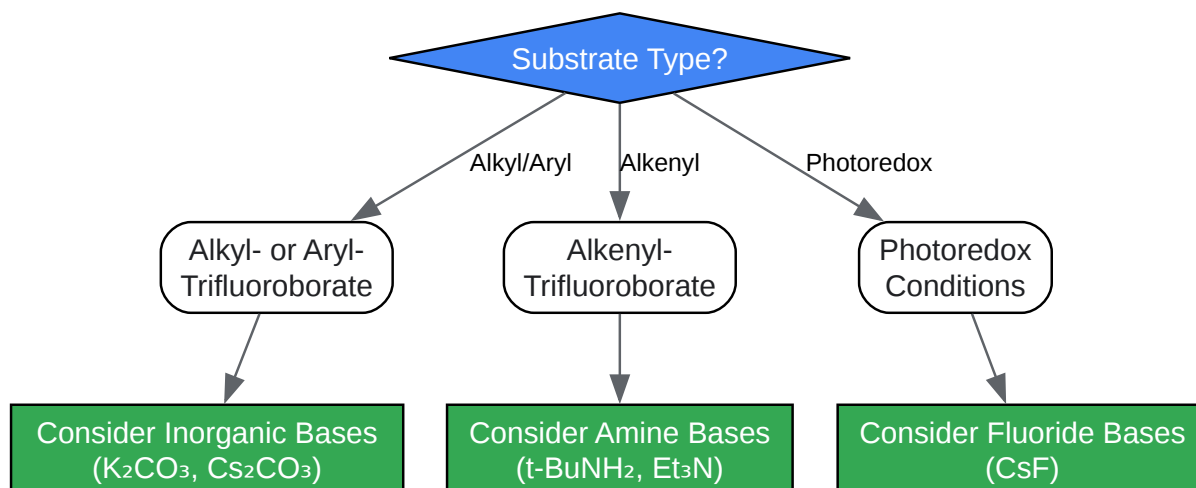 Substrate Type?
Alkyl/Aryl
Alkenyl
Photoredox
Alkyl- or Aryl-
Trifluoroborate
Alkenyl-
Trifluoroborate
Photoredox
Conditions
Consider Inorganic Bases
(K₂CO₃, Cs₂CO₃)
Consider Amine Bases
(t-BuNH₂, Et₃N)
Consider Fluoride Bases
(CsF)